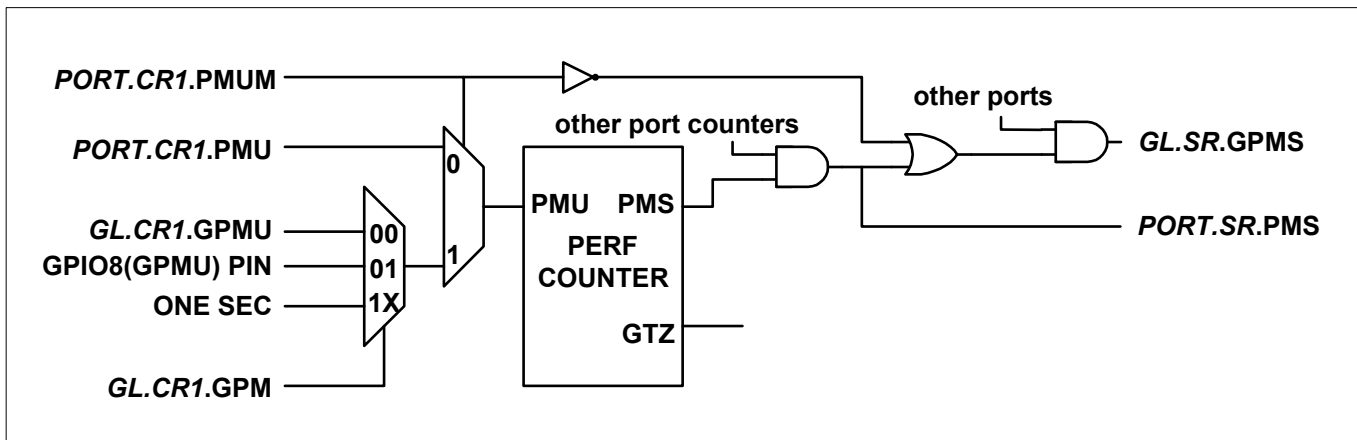 PORT.CR1.PMUM
other ports
other port counters
PORT.CR1.PMU
0
GL.SR.GPMS
PMU
PMS
GL.CR1.GPMU
00
PORT.SR.PMS
PERF
COUNTER
GPIO8(GPMU) PIN
01
1
ONE SEC
1X
GTZ
GL.CR1.GPM